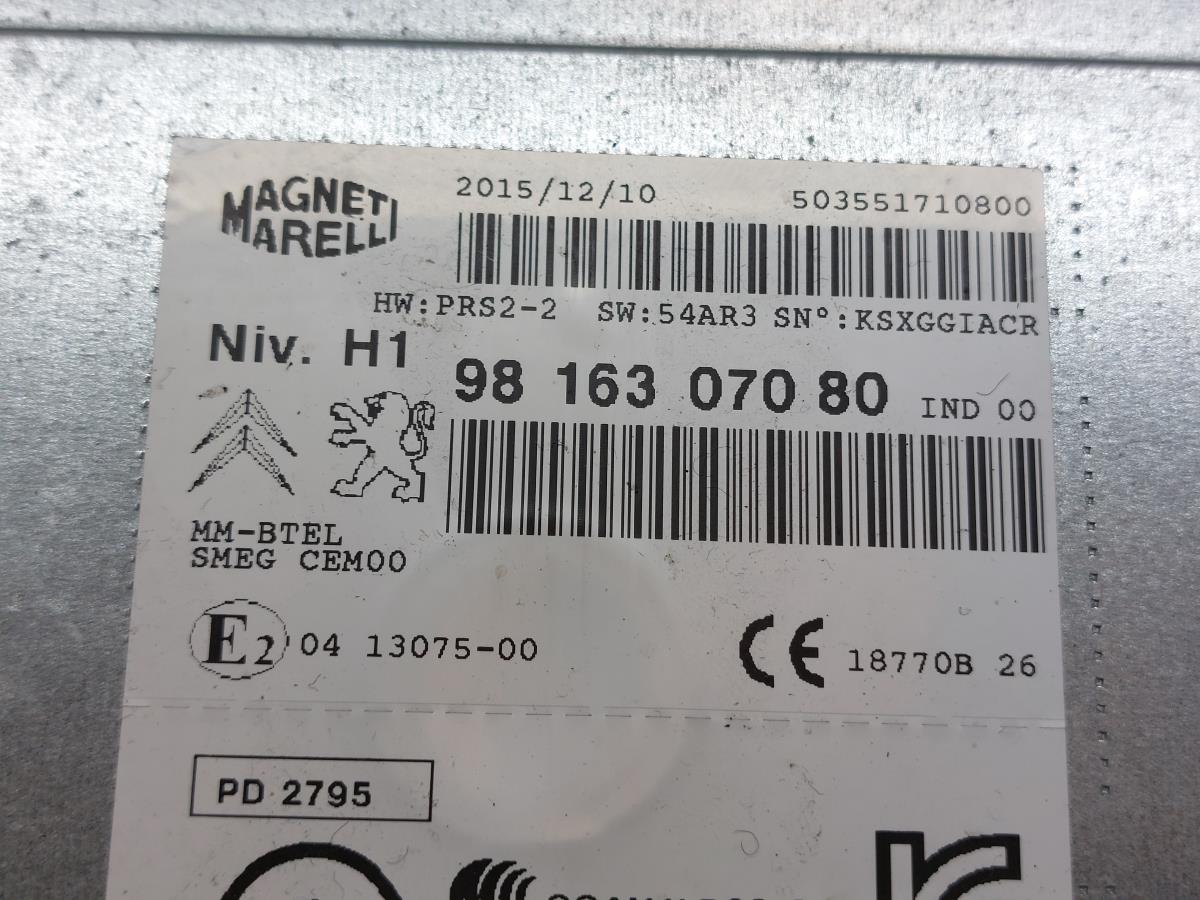 MAGNETI
MARELLI
2015/12/10 503551710800
HW:PRS2-2 SW:54AR3 SN°:KSXGGIACR
Niv. H1
98 163 070 80 IND 00
MM-BTEL
SMEG CEM00
E2 04 13075-00
CE 18770B 26
PD 2795